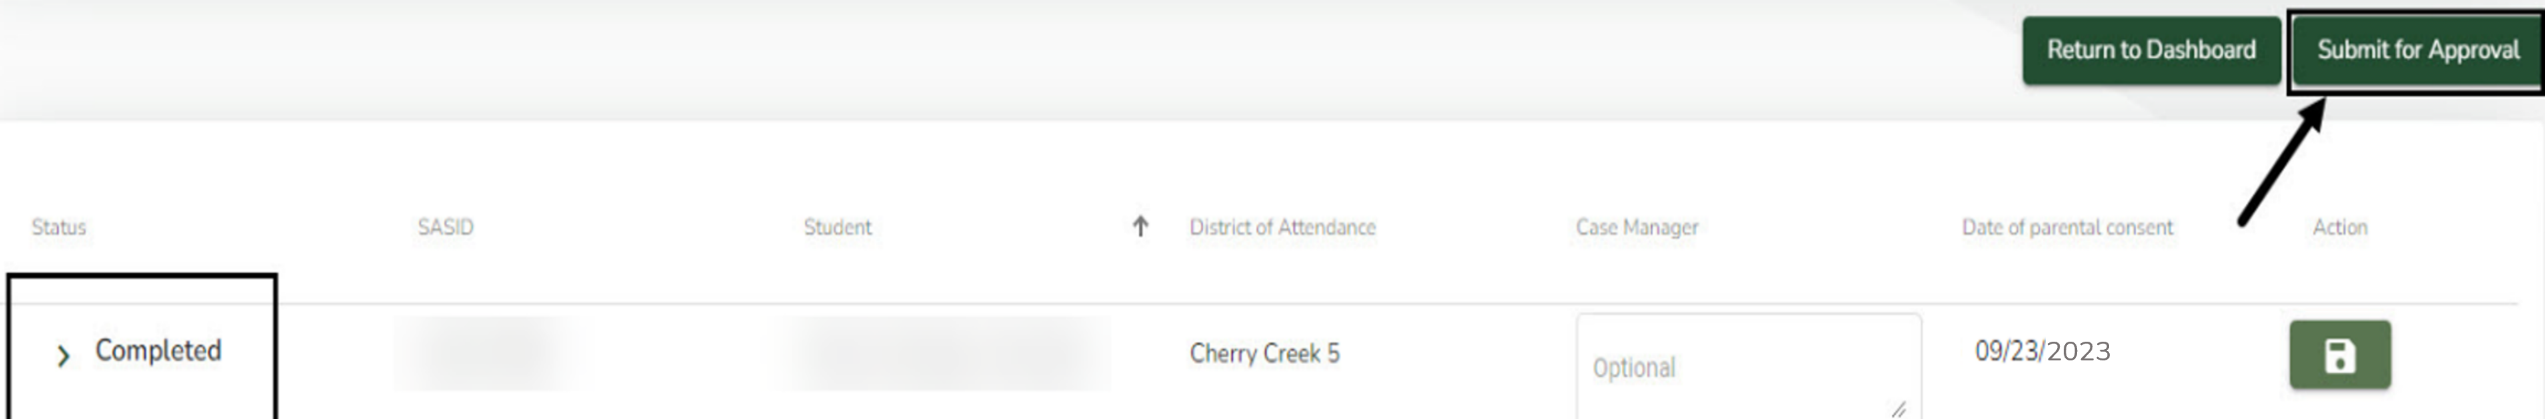 Return to Dashboard Submit for Approval
Status SASID Student District of Attendance Case Manager Date of parental consent Action
Completed Cherry Creek 5 Optional 09/23/2023